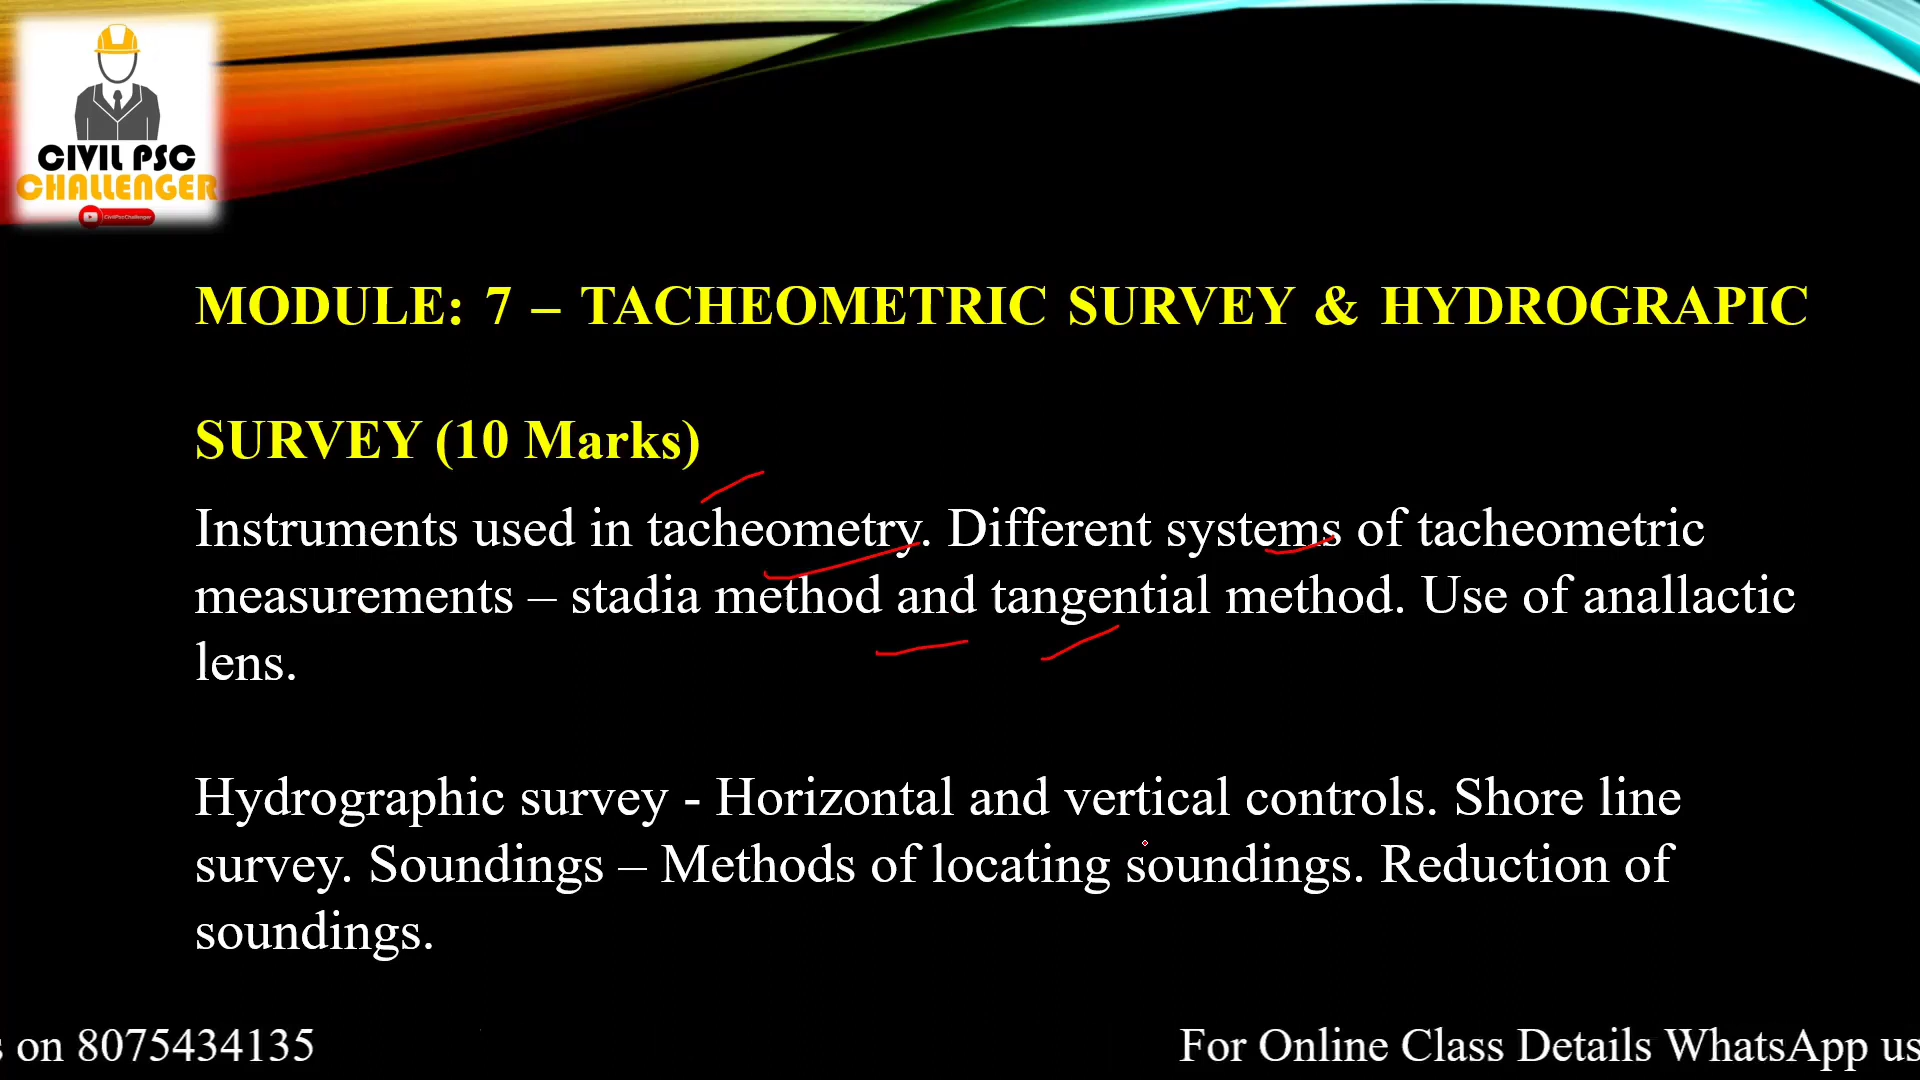 CIVIL PSC
CHALLENGER
CivilPscChallenger
MODULE: 7 – TACHEOMETRIC SURVEY & HYDROGRAPIC
SURVEY (10 Marks)
Instruments used in tacheometry. Different systems of tacheometric
measurements – stadia method and tangential method. Use of anallactic
lens.
Hydrographic survey - Horizontal and vertical controls. Shore line
survey. Soundings – Methods of locating soundings. Reduction of
soundings.
s on 8075434135
For Online Class Details WhatsApp us